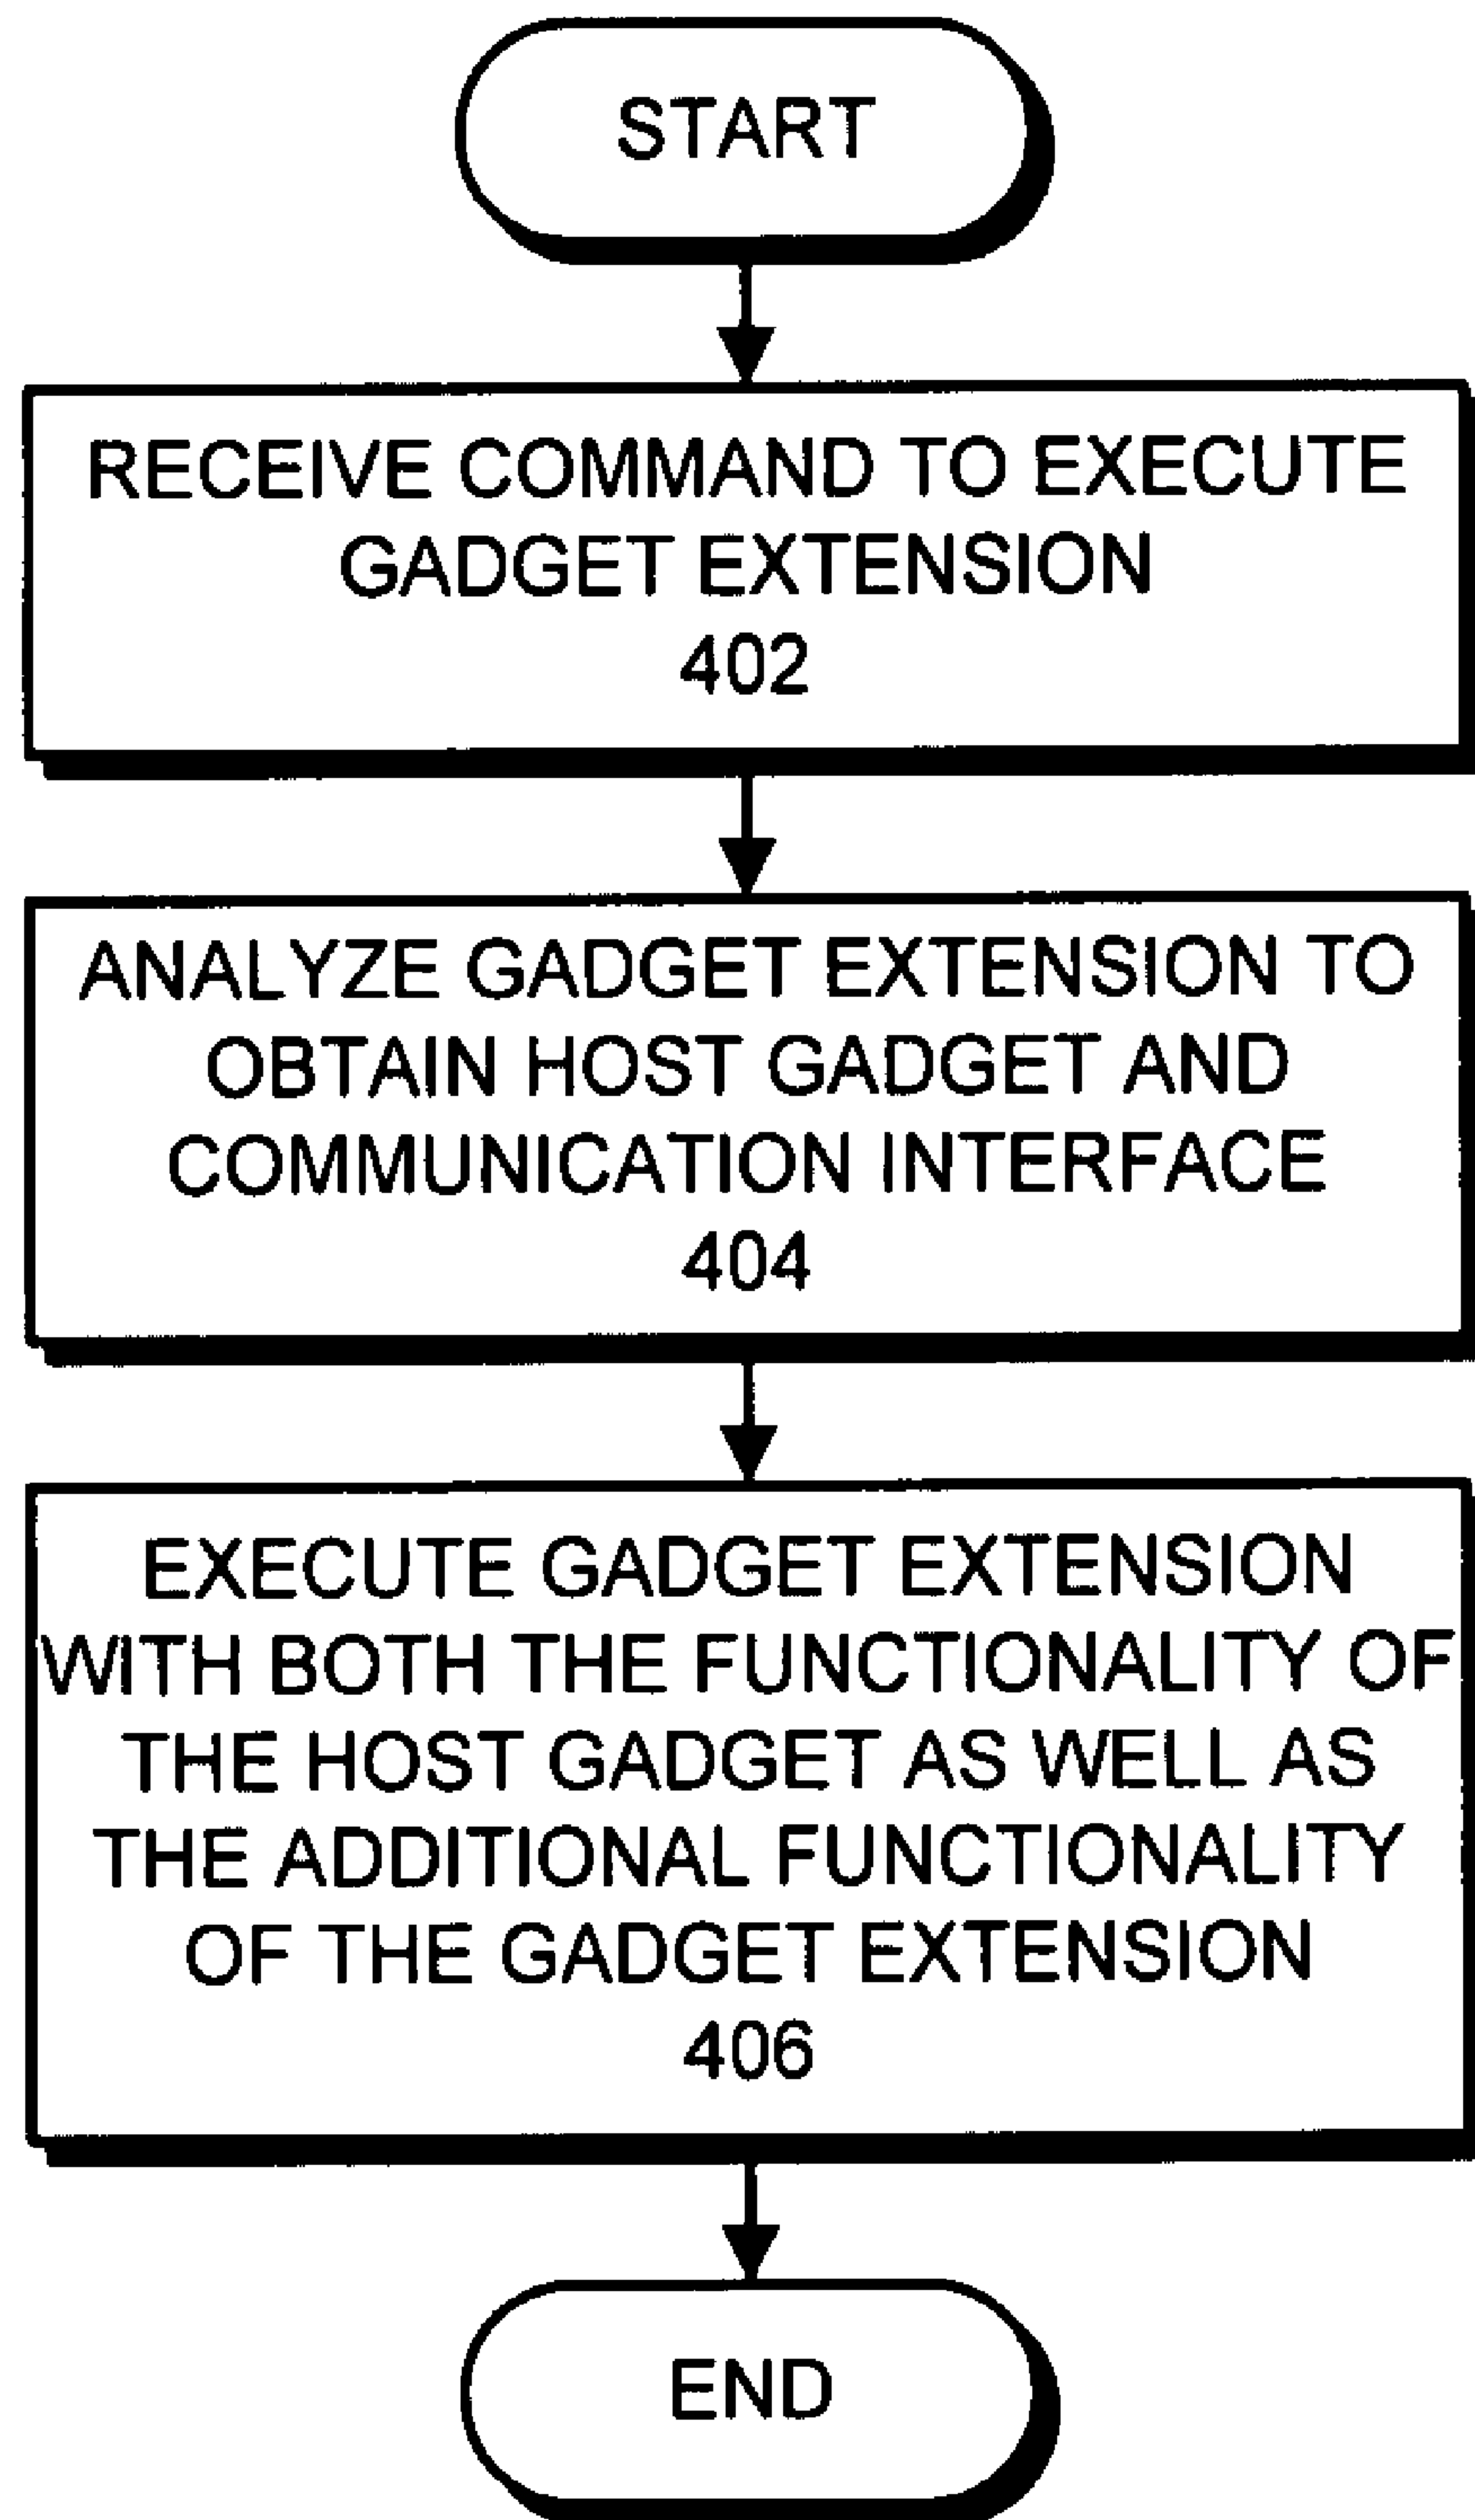 START
RECEIVE COMMAND TO EXECUTE
GADGET EXTENSION
402
ANALYZE GADGET EXTENSION TO
OBTAIN HOST GADGET AND
COMMUNICATION INTERFACE
404
EXECUTE GADGET EXTENSION
WITH BOTH THE FUNCTIONALITY OF
THE HOST GADGET AS WELL AS
THE ADDITIONAL FUNCTIONALITY
OF THE GADGET EXTENSION
406
END